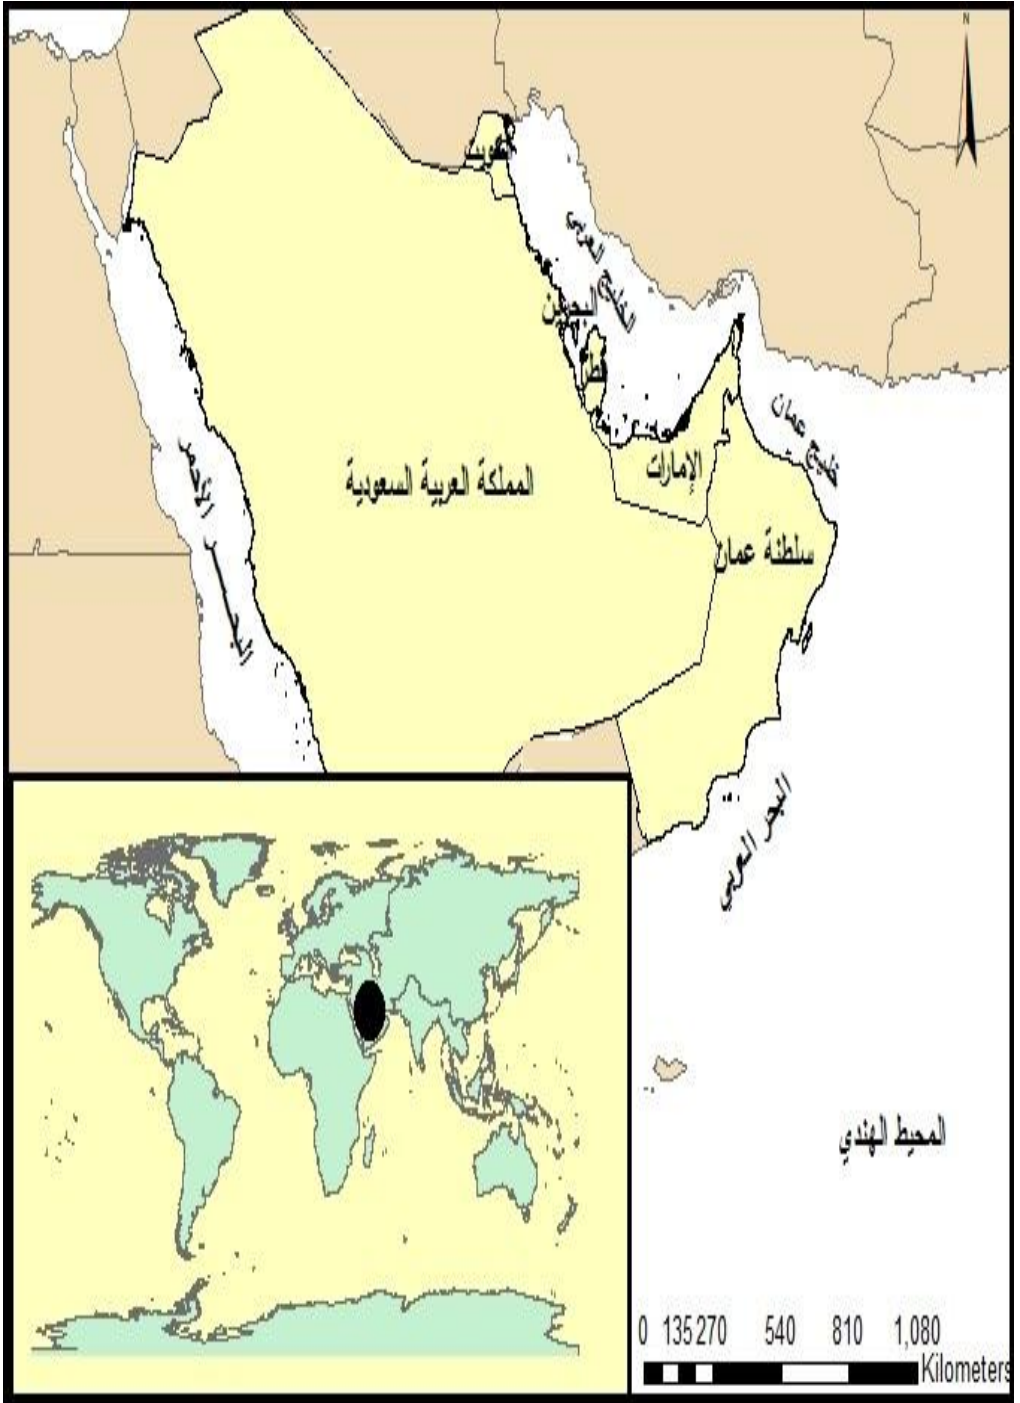 N
الكويت
الخليج العربي
البحرين
قطر
خليج عمان
الإمارات
المملكة العربية السعودية
سلطنة عمان
البحر الأحمر
البحر العربي
المحيط الهندي
0 135 270 540 810 1,080
Kilometers